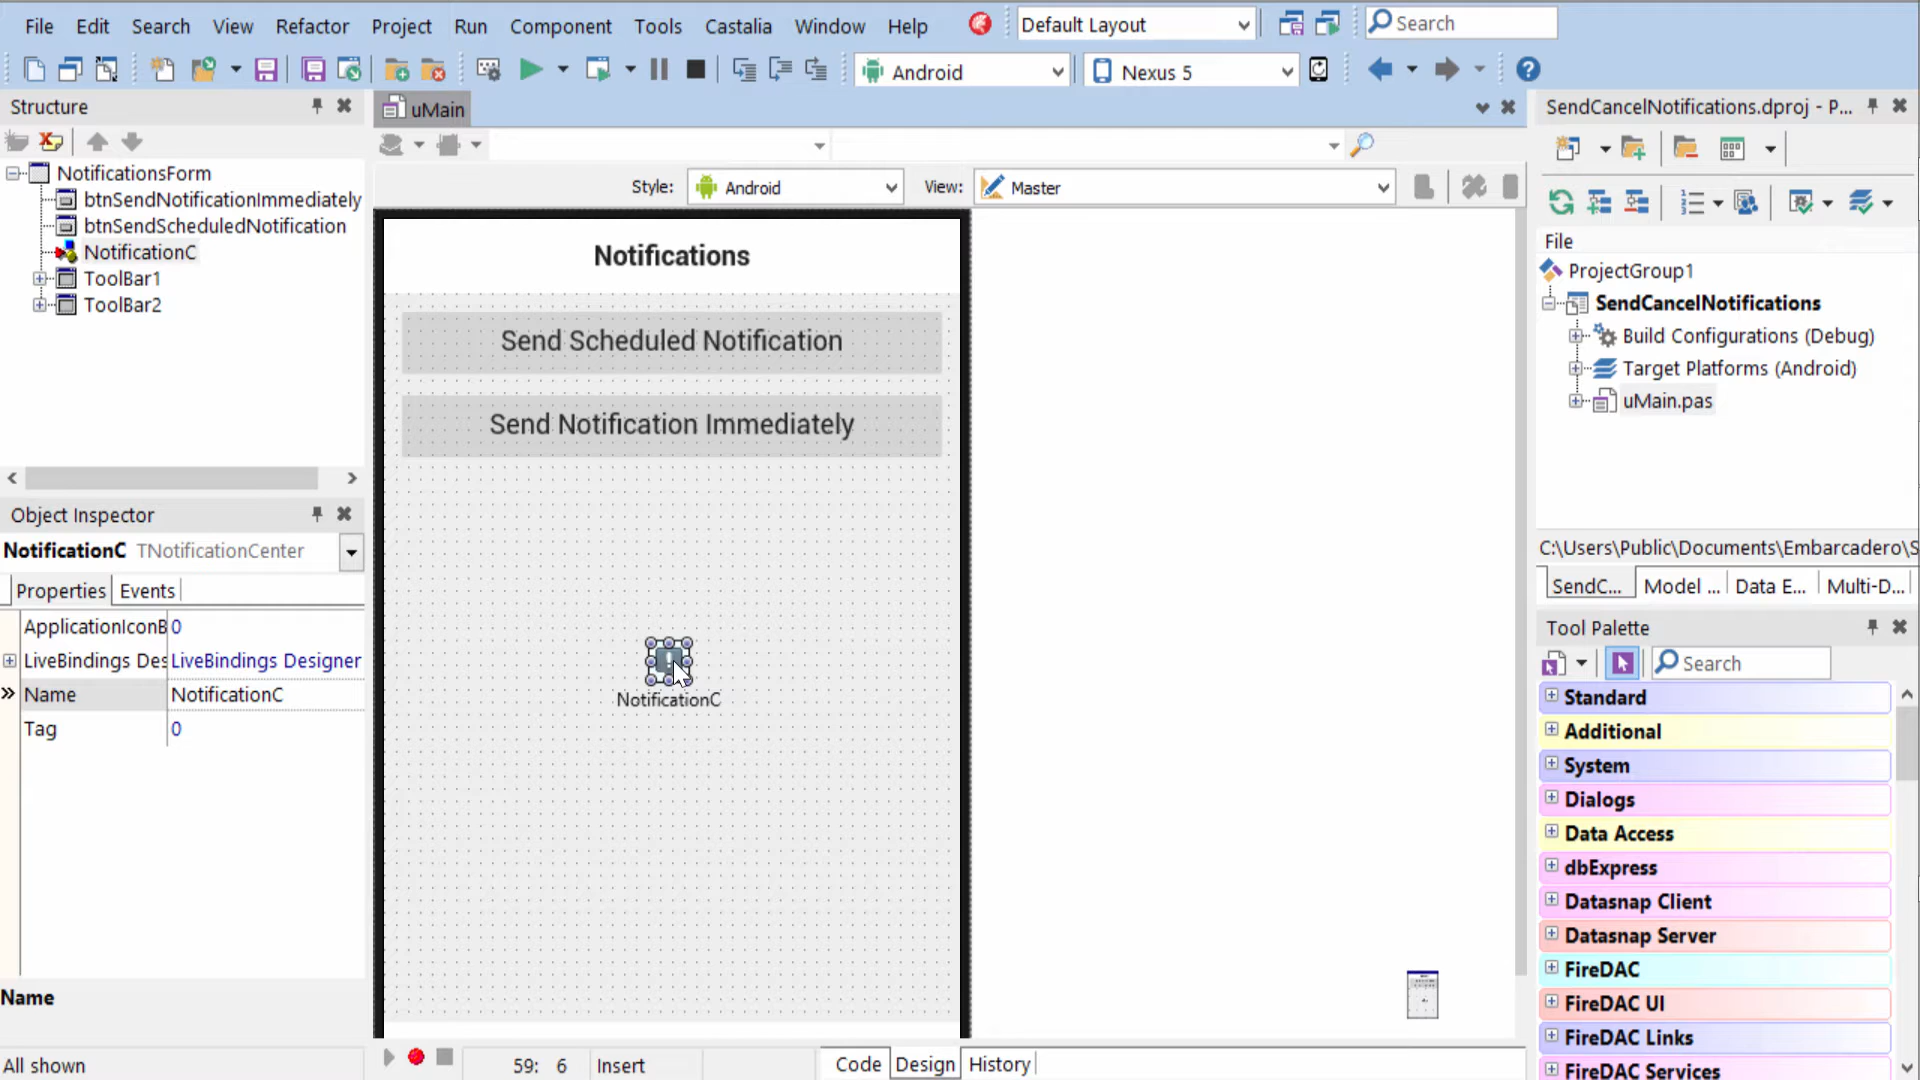 File Edit Search View Refactor Project Run Component Tools Castalia Window Help Default Layout Search
Android Nexus 5
Structure
NotificationsForm
btnSendNotificationImmediately
btnSendScheduledNotification
NotificationC
ToolBar1
ToolBar2
Object Inspector
NotificationC TNotificationCenter
Properties Events
ApplicationIconB 0
LiveBindings Des LiveBindings Designer
Name NotificationC
Tag 0
Name
All shown
uMain
Style: Android View: Master
Notifications
Send Scheduled Notification
Send Notification Immediately
NotificationC
59: 6 Insert Code Design History
SendCancelNotifications.dproj - P...
File
ProjectGroup1
SendCancelNotifications
Build Configurations (Debug)
Target Platforms (Android)
uMain.pas
C:\Users\Public\Documents\Embarcadero\S
SendC... Model ... Data E... Multi-D...
Tool Palette
Search
Standard
Additional
System
Dialogs
Data Access
dbExpress
Datasnap Client
Datasnap Server
FireDAC
FireDAC UI
FireDAC Links
FireDAC Services